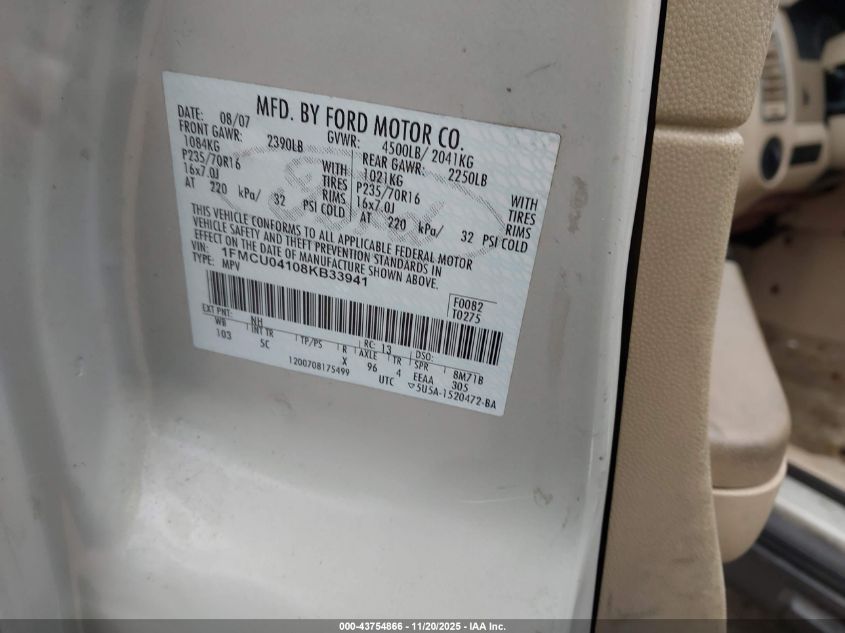 MFD. BY FORD MOTOR CO.
DATE: 08/07 GVWR: 4500LB/ 2041KG
FRONT GAWR: 2390LB REAR GAWR: 2250LB
1084KG WITH 1021KG WITH
P235/70R16 TIRES P235/70R16 TIRES
16x7.0J RIMS 16x7.0J RIMS
AT 220 kPa/ 32 PSI COLD AT 220 kPa/ 32 PSI COLD
THIS VEHICLE CONFORMS TO ALL APPLICABLE FEDERAL MOTOR
VEHICLE SAFETY AND THEFT PREVENTION STANDARDS IN
EFFECT ON THE DATE OF MANUFACTURE SHOWN ABOVE.
VIN: 1FMCU04108KB33941
TYPE: MPV
F0082
T0275
EXT PNT: NH RC: 13 DSO:
WB INT TR TP/PS R AXLE TR SPR 8M71B
103 5C X 96 4 EEAA 305
1200708175499 UTC ▽5U5A-1520472-BA
Ford
000-43754866 - 11/20/2025 - IAA Inc.